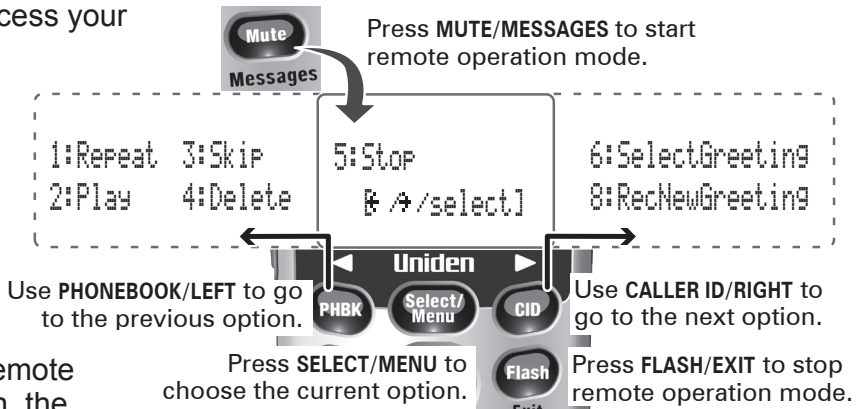 cess your
Mute
Messages
Press MUTE/MESSAGES to start
remote operation mode.
1:Repeat 3:Skip
2:Play 4:Delete
5:Stop
[←/→/select]
6:SelectGreeting
8:RecNewGreeting
Uniden
Use PHONEBOOK/LEFT to go
to the previous option.
PHBK
Select/
Menu
CID
Use CALLER ID/RIGHT to
go to the next option.
emote
n, the
Press SELECT/MENU to
choose the current option.
Flash
Exit
Press FLASH/EXIT to stop
remote operation mode.